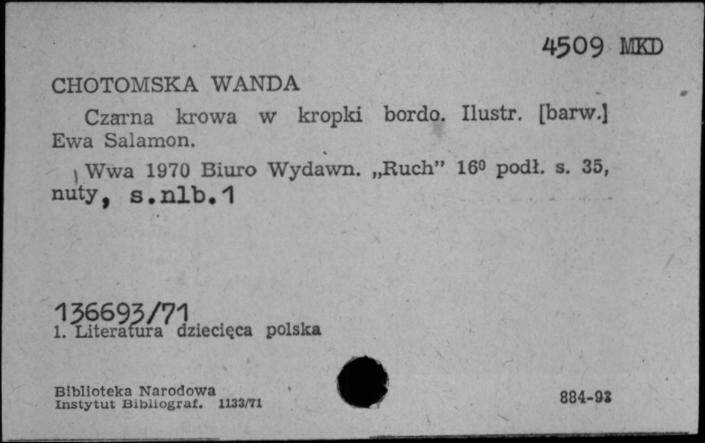 4509 MKD
CHOTOMSKA WANDA
Czarna krowa w kropki bordo. Ilustr. [barw.]
Ewa Salamon.
Wwa 1970 Biuro Wydawn. „Ruch” 16⁰ podł. s. 35,
nuty, s.nlb.1
136693/71
1. Literatura dziecięca polska
Biblioteka Narodowa
Instytut Bibliograf. 1133/71
884-93